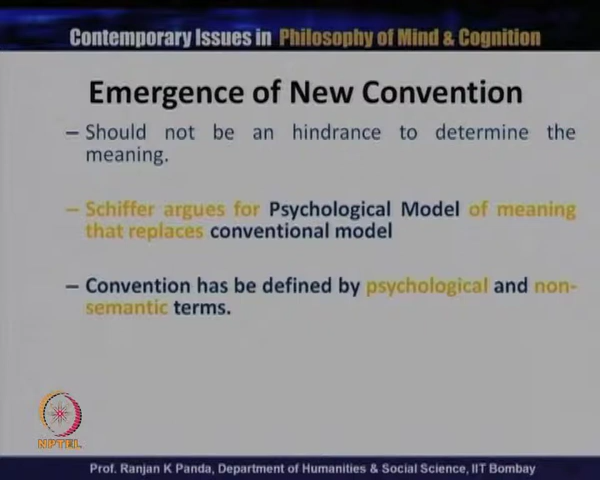 Contemporary Issues in Philosophy of Mind & Cognition
Emergence of New Convention
– Should not be an hindrance to determine the
meaning.
– Schiffer argues for Psychological Model of meaning
that replaces conventional model
– Convention has be defined by psychological and non-
semantic terms.
NPTEL
Prof. Ranjan K Panda, Department of Humanities & Social Science, IIT Bombay